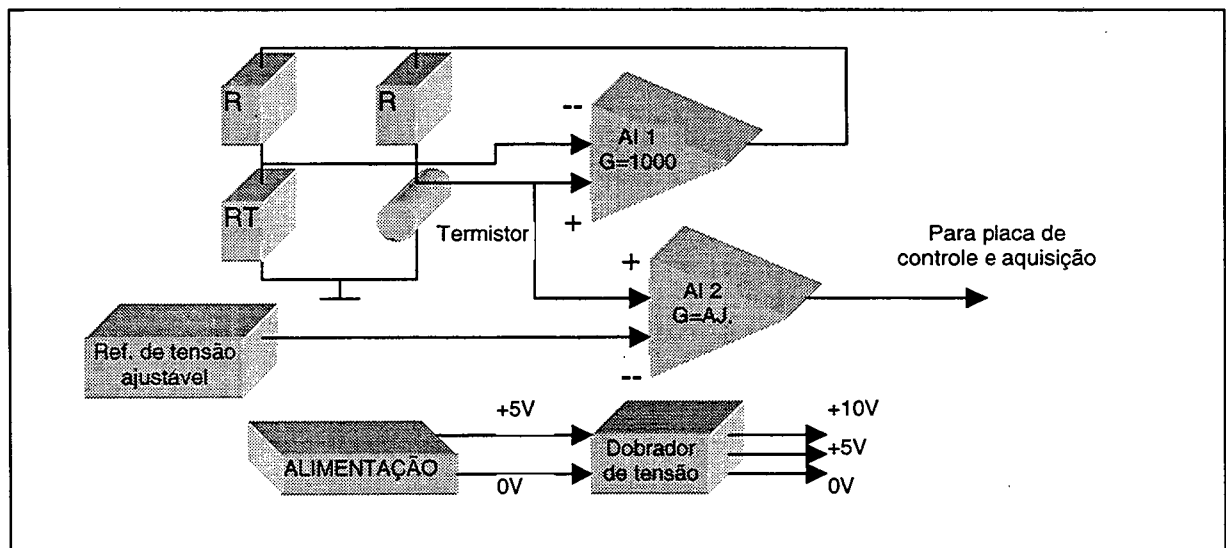 R
R
--
AI 1
G=1000
+
RT
Termistor
+
AI 2
G=AJ.
--
Para placa de
controle e aquisição
Ref. de tensão
ajustável
ALIMENTAÇÃO
+5V
0V
Dobrador
de tensão
+10V
+5V
0V